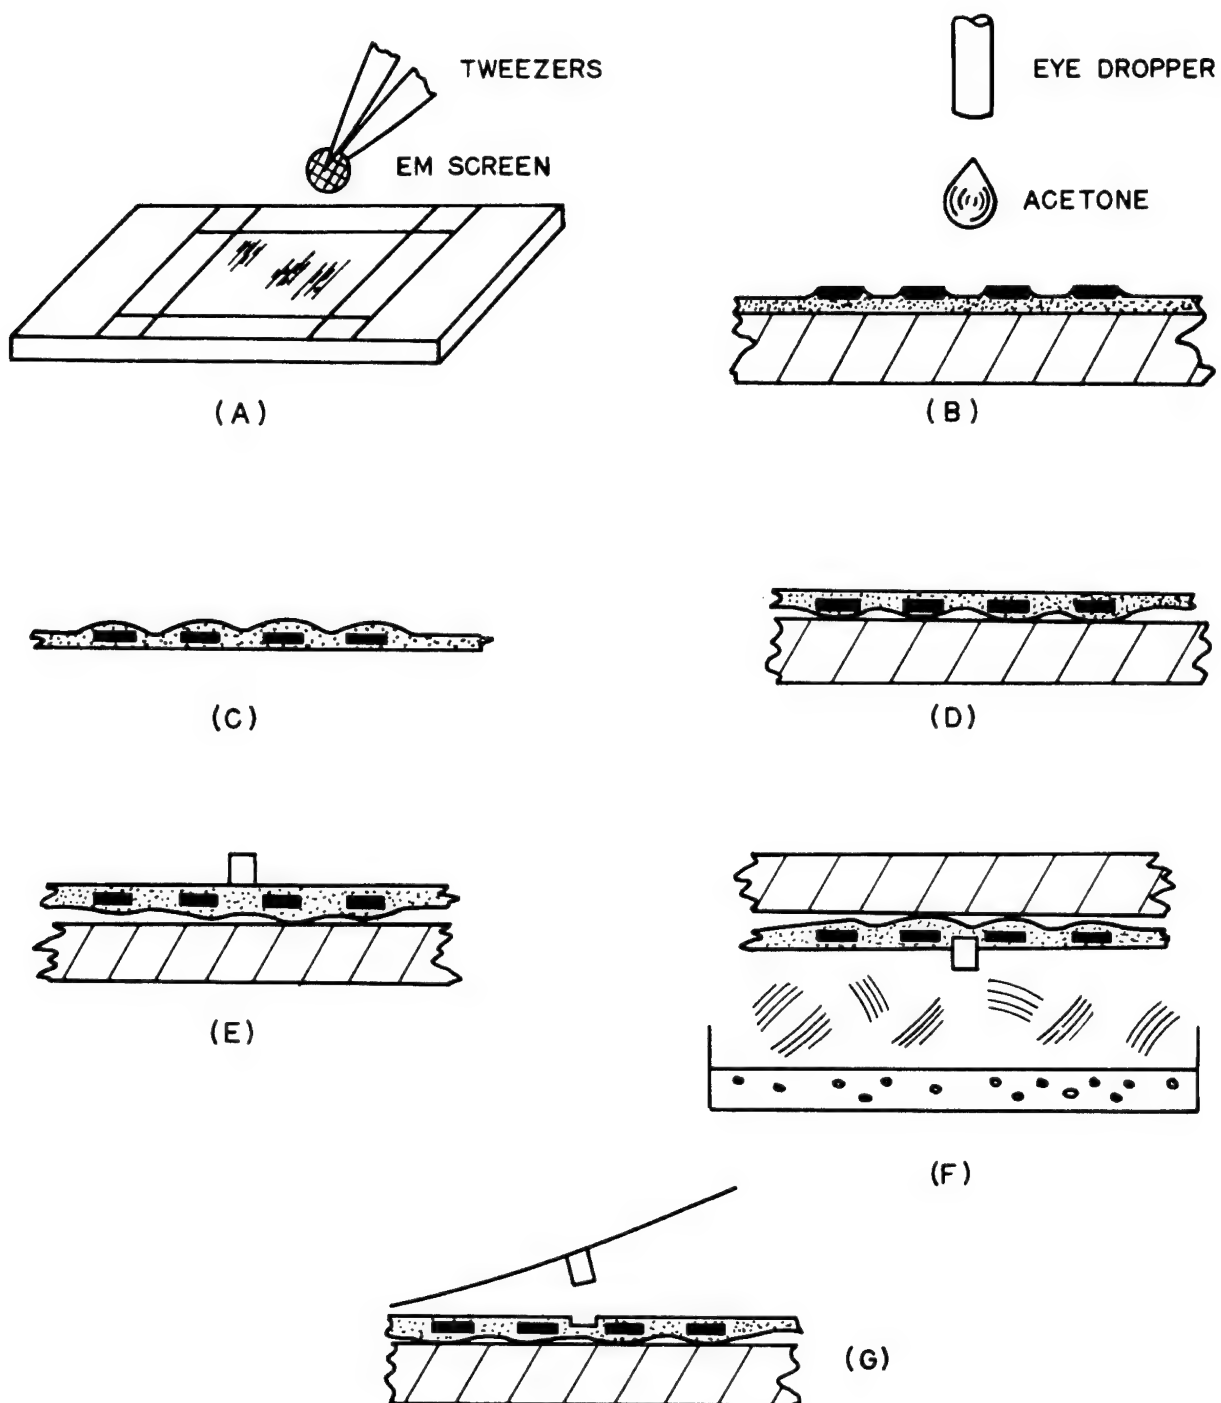 TWEEZERS
EYE DROPPER
EM SCREEN
ACETONE
(A)
(B)
(C)
(D)
(E)
(F)
(G)